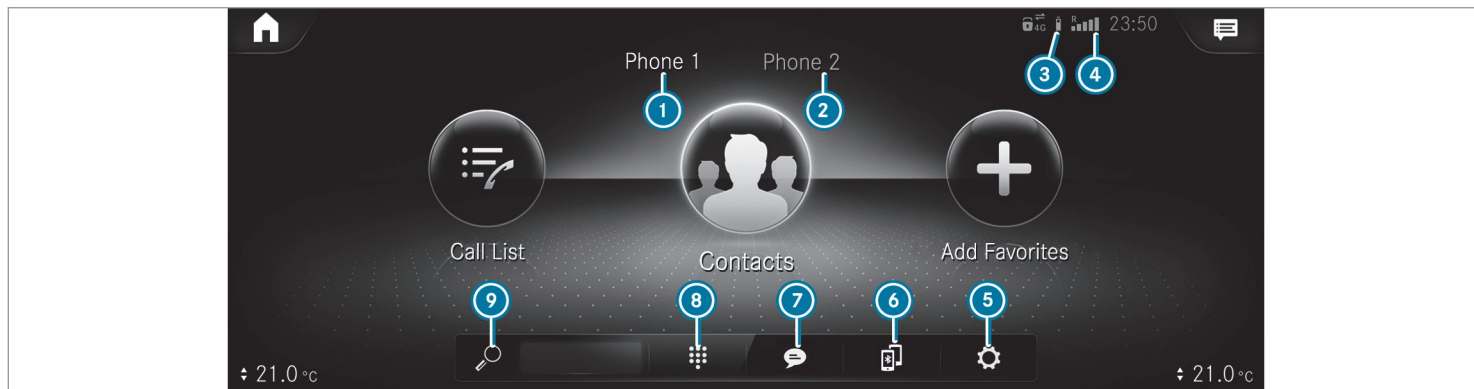 4G R 23:50
Phone 1 Phone 2
3 4
1 2
Call List Contacts Add Favorites
9 8 7 6 5
21.0 °C 21.0 °C